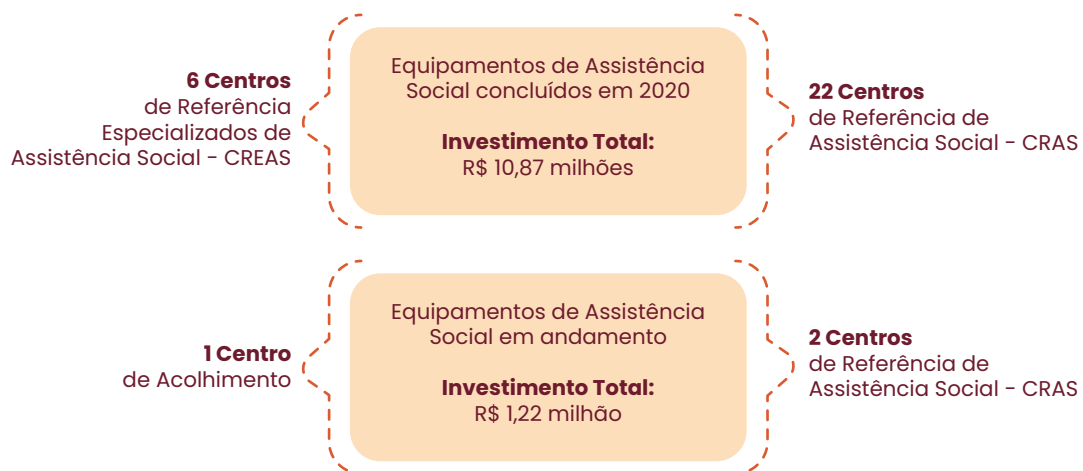 6 Centros
de Referência
Especializados de
Assistência Social - CREAS
Equipamentos de Assistência
Social concluídos em 2020
Investimento Total:
R$ 10,87 milhões
22 Centros
de Referência de
Assistência Social - CRAS
1 Centro
de Acolhimento
Equipamentos de Assistência
Social em andamento
Investimento Total:
R$ 1,22 milhão
2 Centros
de Referência de
Assistência Social - CRAS